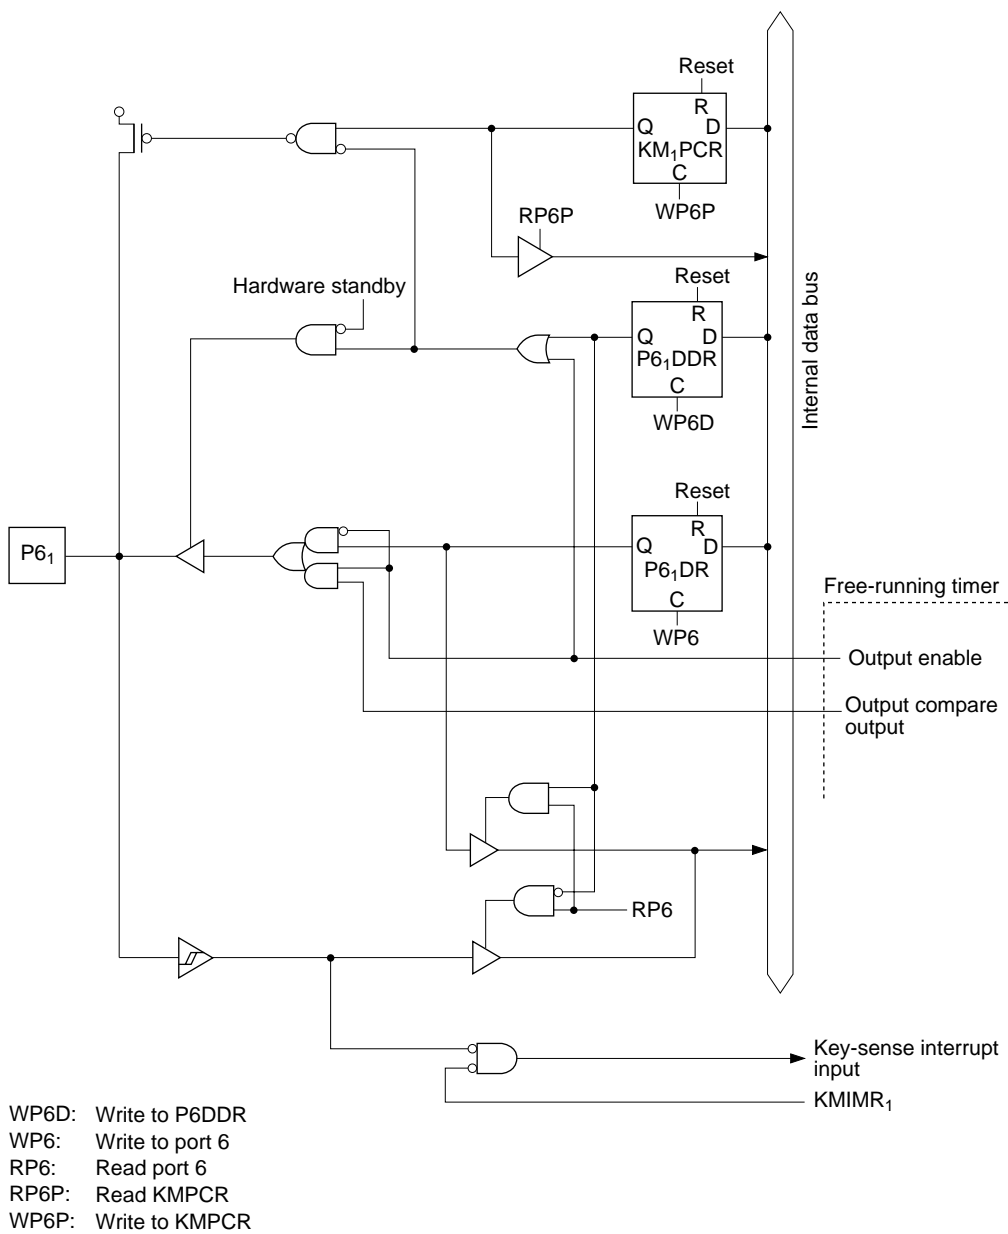 Reset
R
Q D
KM₁PCR
C
WP6P
RP6P
Hardware standby
Reset
R
Q D
P6₁DDR
C
WP6D
Internal data bus
Reset
R
Q D
P6₁DR
C
WP6
P6₁
Free-running timer
Output enable
Output compare
output
RP6
Key-sense interrupt
input
KMIMR₁
WP6D: Write to P6DDR
WP6: Write to port 6
RP6: Read port 6
RP6P: Read KMPCR
WP6P: Write to KMPCR